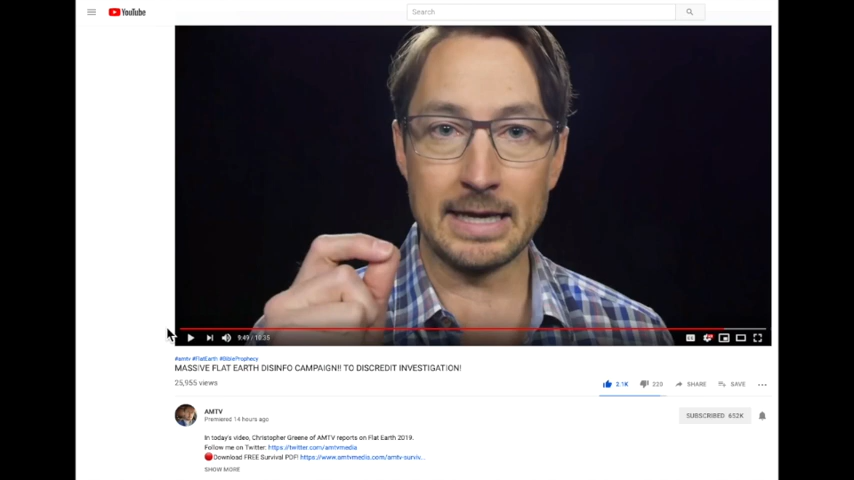 YouTube
Search
9:49 / 10:35
#amtv #FlatEarth #BibleProphecy
MASSIVE FLAT EARTH DISINFO CAMPAIGN!! TO DISCREDIT INVESTIGATION!
25,955 views
2.1K
220
SHARE
SAVE
AMTV
Premiered 14 hours ago
SUBSCRIBED 652K
In today's video, Christopher Greene of AMTV reports on Flat Earth 2019.
Follow me on Twitter: https://twitter.com/amtvmedia
Download FREE Survival PDF! https://www.amtvmedia.com/amtv-surviv...
SHOW MORE